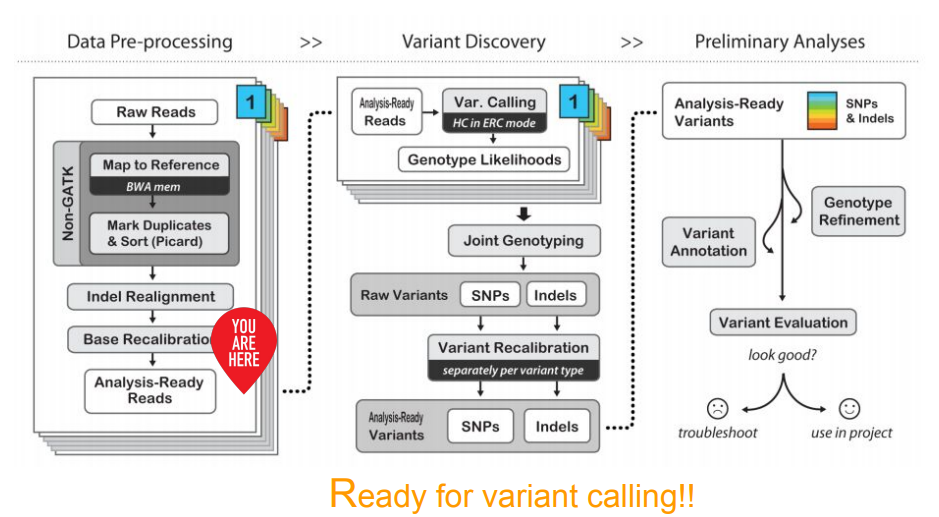 Data Pre-processing >> Variant Discovery >> Preliminary Analyses
1
Raw Reads
Non-GATK
Map to Reference
BWA mem
Mark Duplicates
& Sort (Picard)
Indel Realignment
Base Recalibration
YOU
ARE
HERE
Analysis-Ready
Reads
1
Analysis-Ready
Reads
Var. Calling
HC in ERC mode
Genotype Likelihoods
Joint Genotyping
Raw Variants
SNPs
Indels
Variant Recalibration
separately per variant type
Analysis-Ready
Variants
SNPs
Indels
Analysis-Ready
Variants
SNPs
& Indels
Genotype
Refinement
Variant
Annotation
Variant Evaluation
look good?
troubleshoot
use in project
Ready for variant calling!!